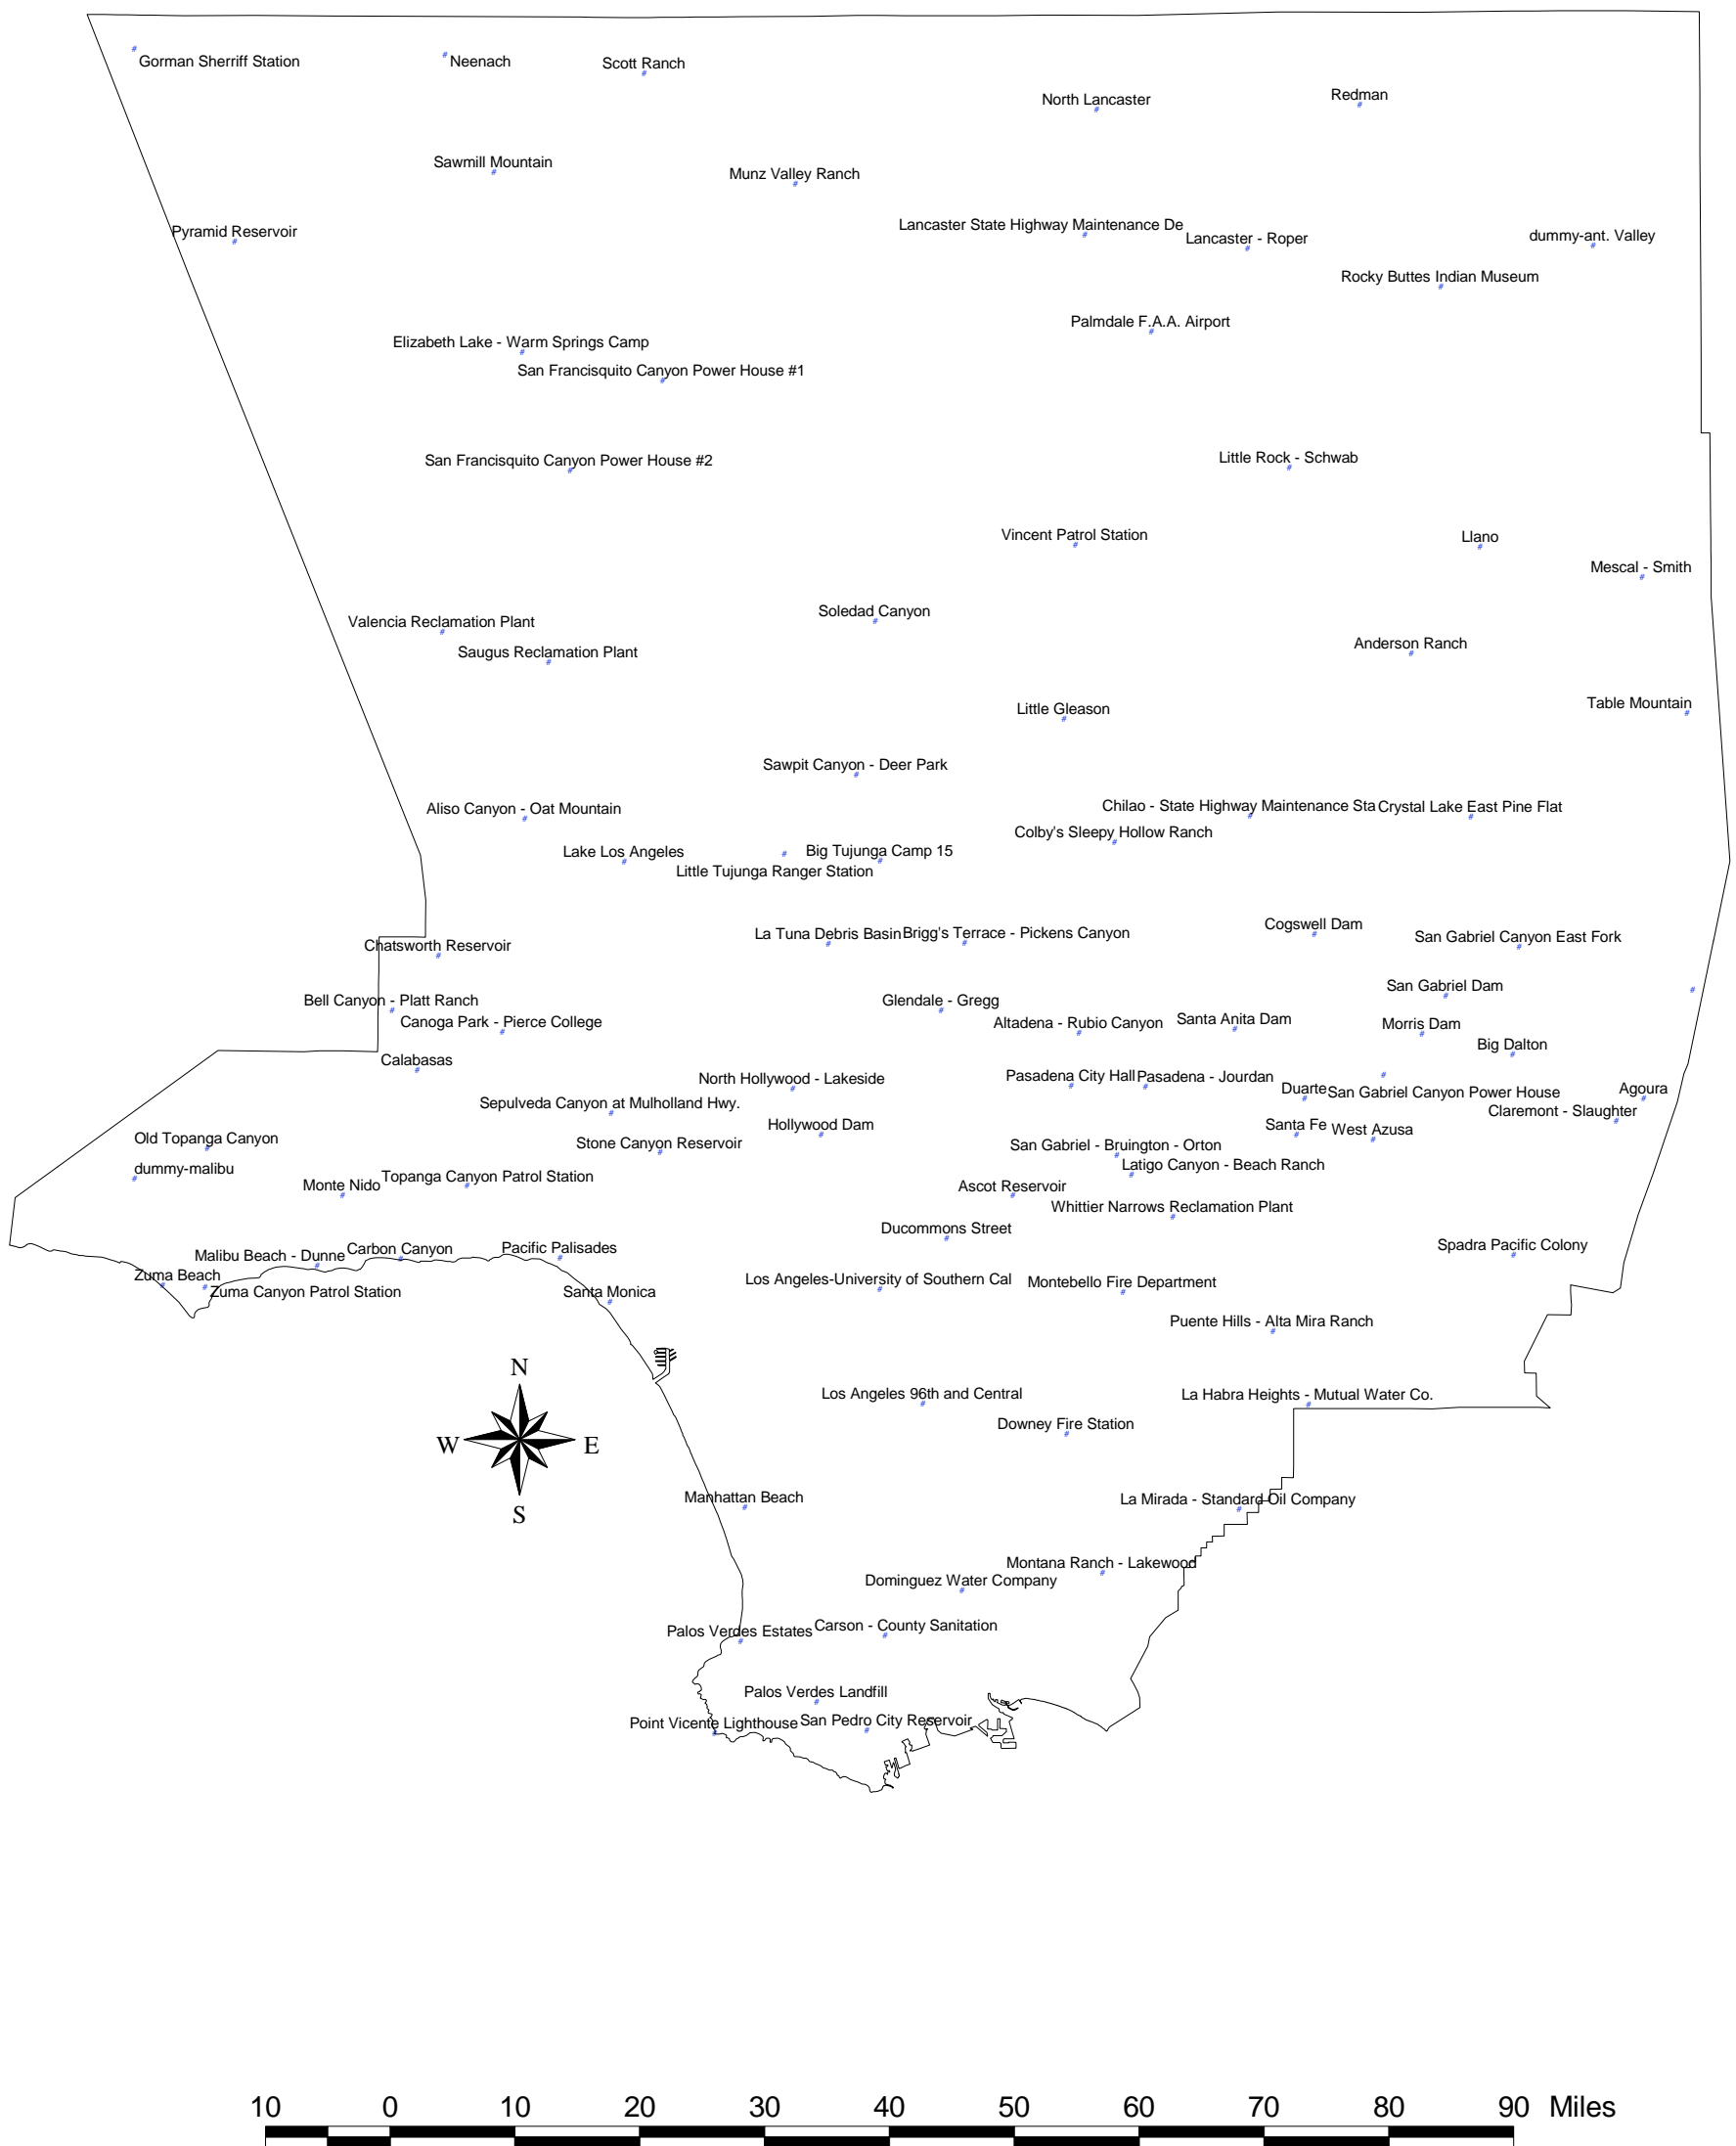 Gorman Sherriff Station
Neenach
Scott Ranch
North Lancaster
Redman
Sawmill Mountain
Munz Valley Ranch
Pyramid Reservoir
Lancaster State Highway Maintenance De
Lancaster - Roper
dummy-ant. Valley
Rocky Buttes Indian Museum
Palmdale F.A.A. Airport
Elizabeth Lake - Warm Springs Camp
San Francisquito Canyon Power House #1
San Francisquito Canyon Power House #2
Little Rock - Schwab
Vincent Patrol Station
Llano
Mescal - Smith
Soledad Canyon
Valencia Reclamation Plant
Saugus Reclamation Plant
Anderson Ranch
Little Gleason
Table Mountain
Sawpit Canyon - Deer Park
Aliso Canyon - Oat Mountain
Chilao - State Highway Maintenance Sta
Crystal Lake East Pine Flat
Colby's Sleepy Hollow Ranch
Lake Los Angeles
Big Tujunga Camp 15
Little Tujunga Ranger Station
La Tuna Debris Basin
Brigg's Terrace - Pickens Canyon
Cogswell Dam
San Gabriel Canyon East Fork
Chatsworth Reservoir
San Gabriel Dam
Bell Canyon - Platt Ranch
Glendale - Gregg
Canoga Park - Pierce College
Altadena - Rubio Canyon
Santa Anita Dam
Morris Dam
Big Dalton
Calabasas
North Hollywood - Lakeside
Pasadena City Hall
Pasadena - Jourdan
Duarte
San Gabriel Canyon Power House
Agoura
Sepulveda Canyon at Mulholland Hwy.
Claremont - Slaughter
Hollywood Dam
Santa Fe
West Azusa
Old Topanga Canyon
Stone Canyon Reservoir
San Gabriel - Bruington - Orton
dummy-malibu
Latigo Canyon - Beach Ranch
Monte Nido
Topanga Canyon Patrol Station
Ascot Reservoir
Whittier Narrows Reclamation Plant
Ducommons Street
Malibu Beach - Dunne
Carbon Canyon
Pacific Palisades
Spadra Pacific Colony
Zuma Beach
Zuma Canyon Patrol Station
Santa Monica
Los Angeles-University of Southern Cal
Montebello Fire Department
Puente Hills - Alta Mira Ranch
N
W
E
S
Los Angeles 96th and Central
La Habra Heights - Mutual Water Co.
Downey Fire Station
Manhattan Beach
La Mirada - Standard Oil Company
Montana Ranch - Lakewood
Dominguez Water Company
Palos Verdes Estates
Carson - County Sanitation
Palos Verdes Landfill
Point Vicente Lighthouse
San Pedro City Reservoir
10 0 10 20 30 40 50 60 70 80 90 Miles